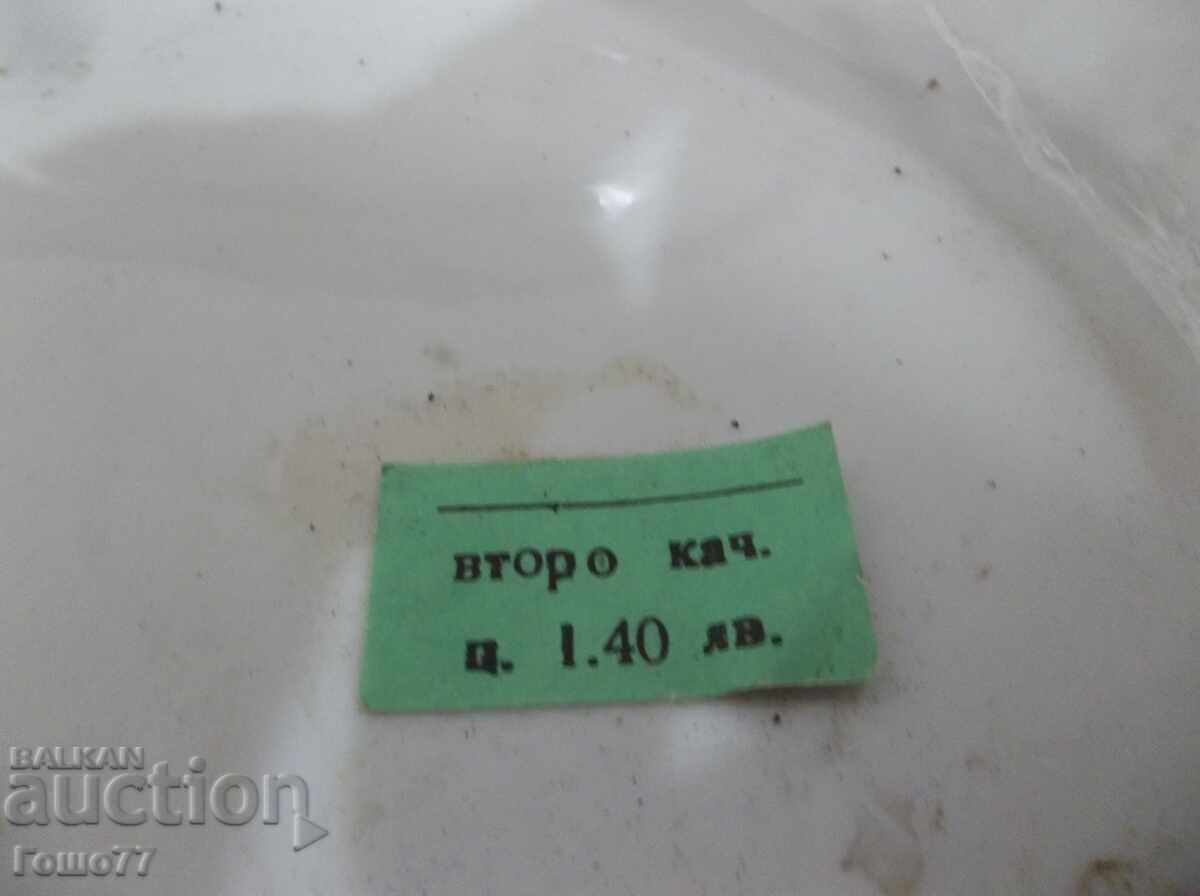 второ кач.
ц. 1.40 лв.
BALKAN
auction
Гошо77